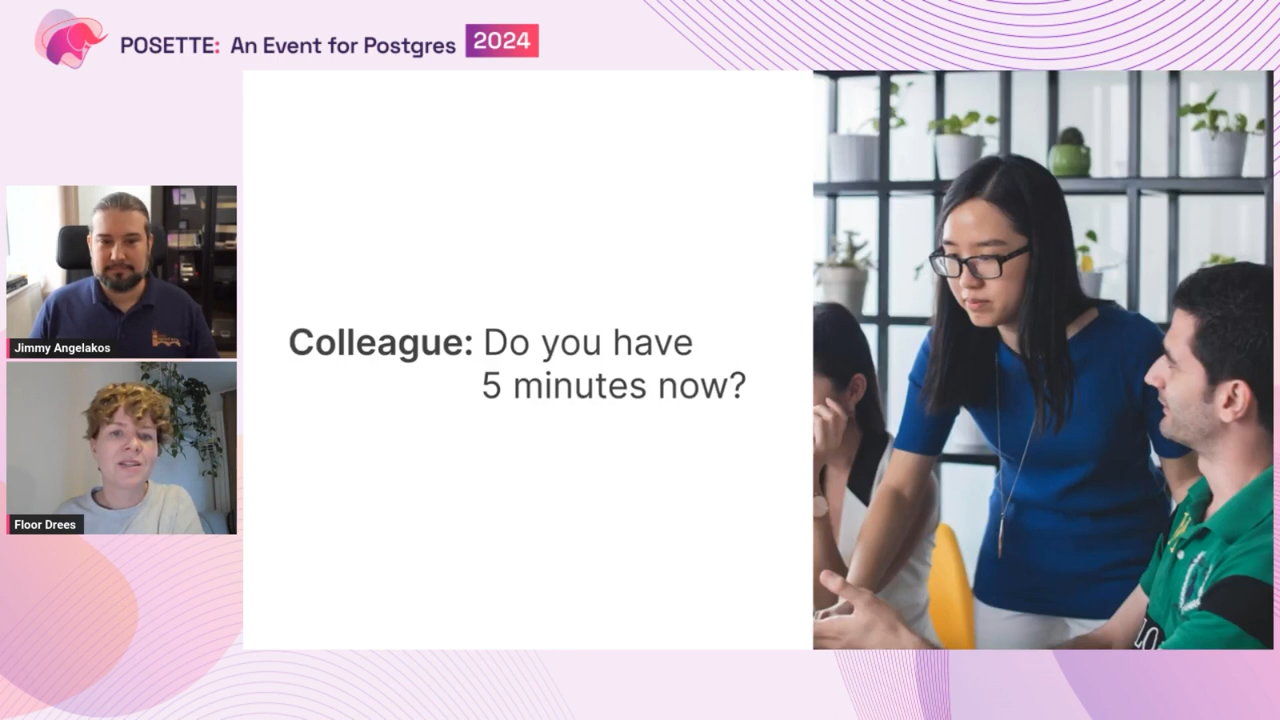 POSETTE: An Event for Postgres 2024
Jimmy Angelakos
Floor Drees
Colleague: Do you have
5 minutes now?